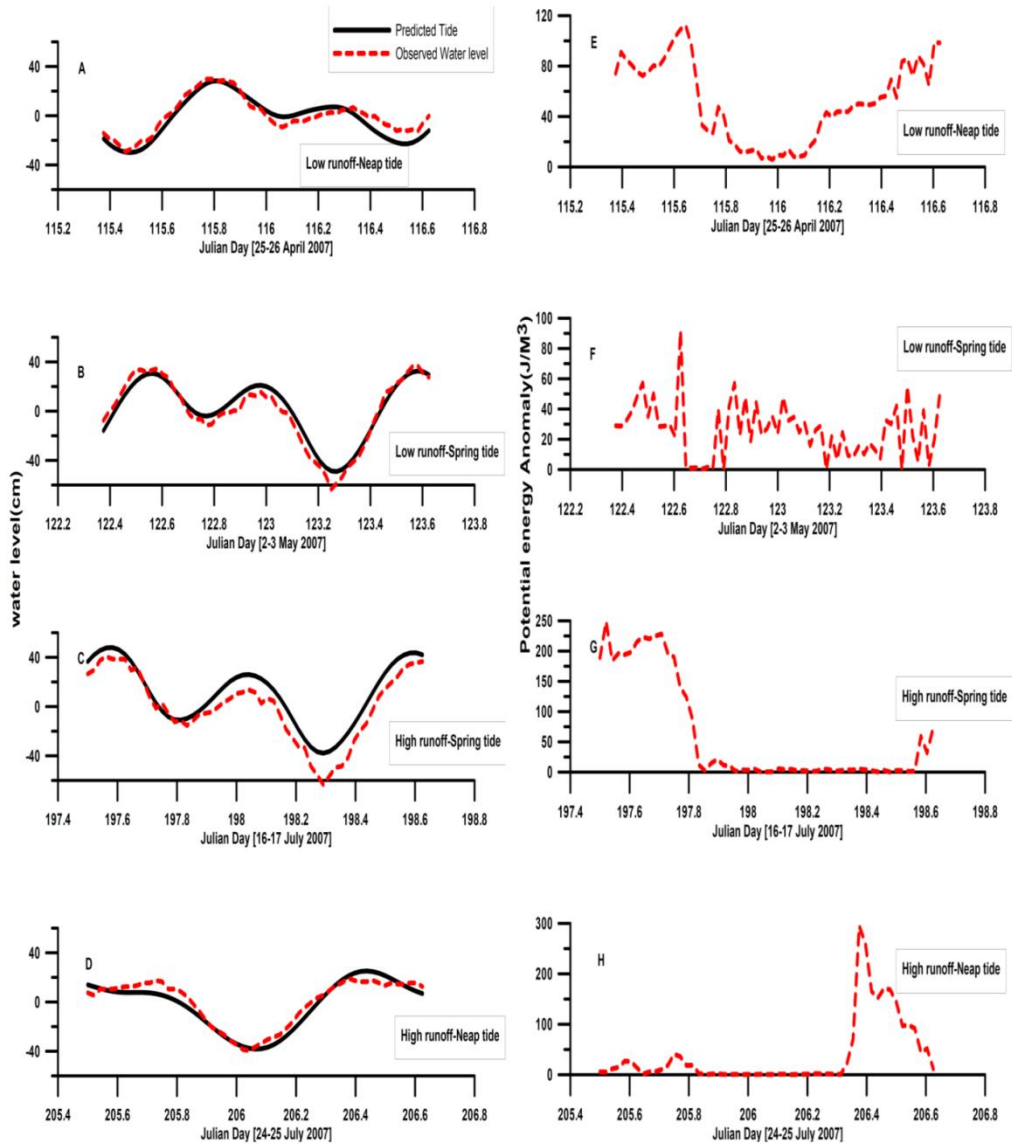 Predicted Tide
Observed Water level
A
40
0
-40
Low runoff-Neap tide
115.2 115.4 115.6 115.8 116 116.2 116.4 116.6 116.8
Julian Day [25-26 April 2007]
B
40
0
-40
Low runoff-Spring tide
122.2 122.4 122.6 122.8 123 123.2 123.4 123.6 123.8
Julian Day [2-3 May 2007]
water level(cm)
C
40
0
-40
High runoff-Spring tide
197.4 197.6 197.8 198 198.2 198.4 198.6 198.8
Julian Day [16-17 July 2007]
D
40
0
-40
High runoff-Neap tide
205.4 205.6 205.8 206 206.2 206.4 206.6 206.8
Julian Day [24-25 July 2007]
E
120
80
40
0
Low runoff-Neap tide
115.2 115.4 115.6 115.8 116 116.2 116.4 116.6 116.8
Julian Day [25-26 April 2007]
F
100
80
60
40
20
0
Low runoff-Spring tide
122.2 122.4 122.6 122.8 123 123.2 123.4 123.6 123.8
Julian Day [2-3 May 2007]
Potential energy Anomaly(J/M³)
G
250
200
150
100
50
0
High runoff-Spring tide
197.4 197.6 197.8 198 198.2 198.4 198.6 198.8
Julian Day [16-17 July 2007]
H
300
200
100
0
High runoff-Neap tide
205.4 205.6 205.8 206 206.2 206.4 206.6 206.8
Julian Day [24-25 July 2007]